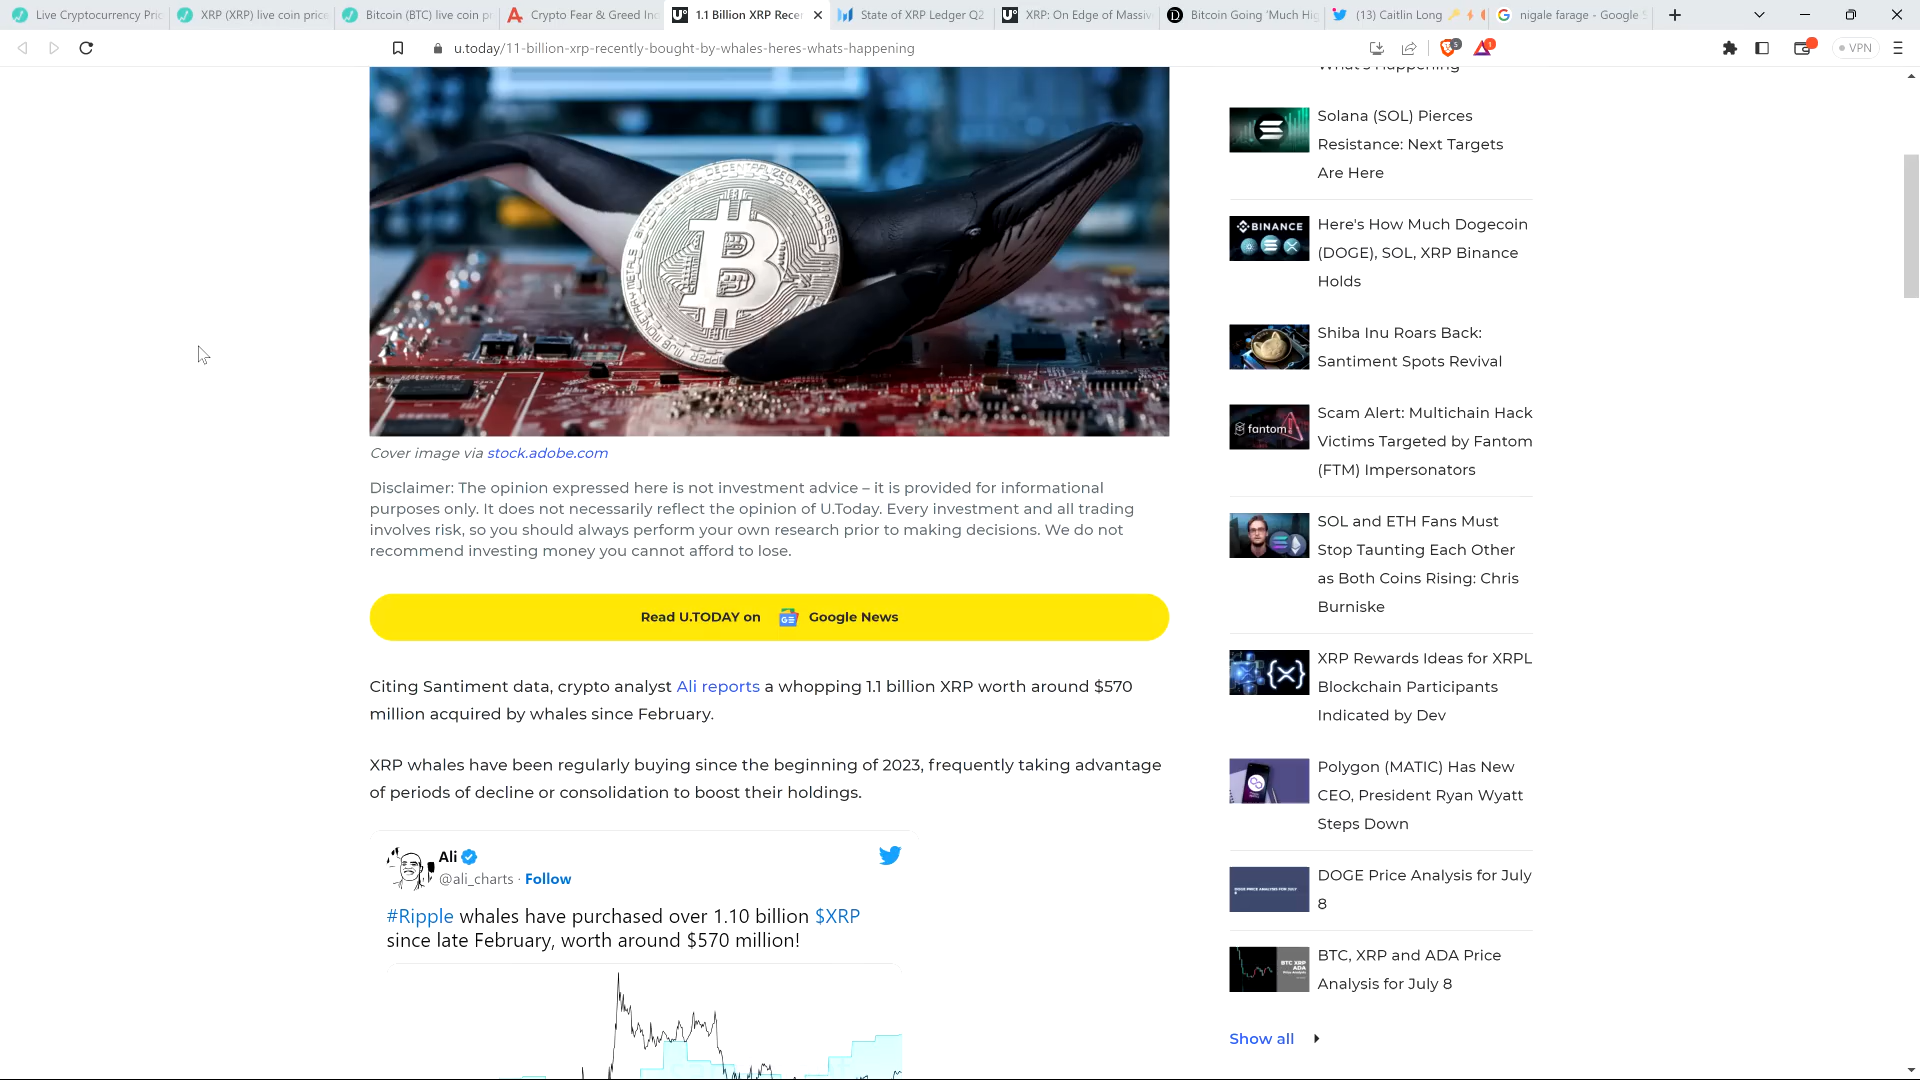 Live Cryptocurrency Pric
XRP (XRP) live coin price
Bitcoin (BTC) live coin pr
Crypto Fear & Greed Inc
1.1 Billion XRP Rece
State of XRP Ledger Q2
XRP: On Edge of Massiv
Bitcoin Going 'Much Hig
(13) Caitlin Long
nigale farage - Google S
u.today/11-billion-xrp-recently-bought-by-whales-heres-whats-happening
VPN
Cover image via stock.adobe.com
Disclaimer: The opinion expressed here is not investment advice – it is provided for informational
purposes only. It does not necessarily reflect the opinion of U.Today. Every investment and all trading
involves risk, so you should always perform your own research prior to making decisions. We do not
recommend investing money you cannot afford to lose.
Read U.TODAY on Google News
Citing Santiment data, crypto analyst Ali reports a whopping 1.1 billion XRP worth around $570
million acquired by whales since February.
XRP whales have been regularly buying since the beginning of 2023, frequently taking advantage
of periods of decline or consolidation to boost their holdings.
Ali
@ali_charts · Follow
#Ripple whales have purchased over 1.10 billion $XRP
since late February, worth around $570 million!
What's Happening
Solana (SOL) Pierces
Resistance: Next Targets
Are Here
BINANCE
Here's How Much Dogecoin
(DOGE), SOL, XRP Binance
Holds
Shiba Inu Roars Back:
Santiment Spots Revival
fantom
Scam Alert: Multichain Hack
Victims Targeted by Fantom
(FTM) Impersonators
SOL and ETH Fans Must
Stop Taunting Each Other
as Both Coins Rising: Chris
Burniske
XRP Rewards Ideas for XRPL
Blockchain Participants
Indicated by Dev
Polygon (MATIC) Has New
CEO, President Ryan Wyatt
Steps Down
DOGE PRICE ANALYSIS FOR JULY
8
DOGE Price Analysis for July
8
BTC XRP
ADA
BTC, XRP and ADA Price
Analysis for July 8
Show all